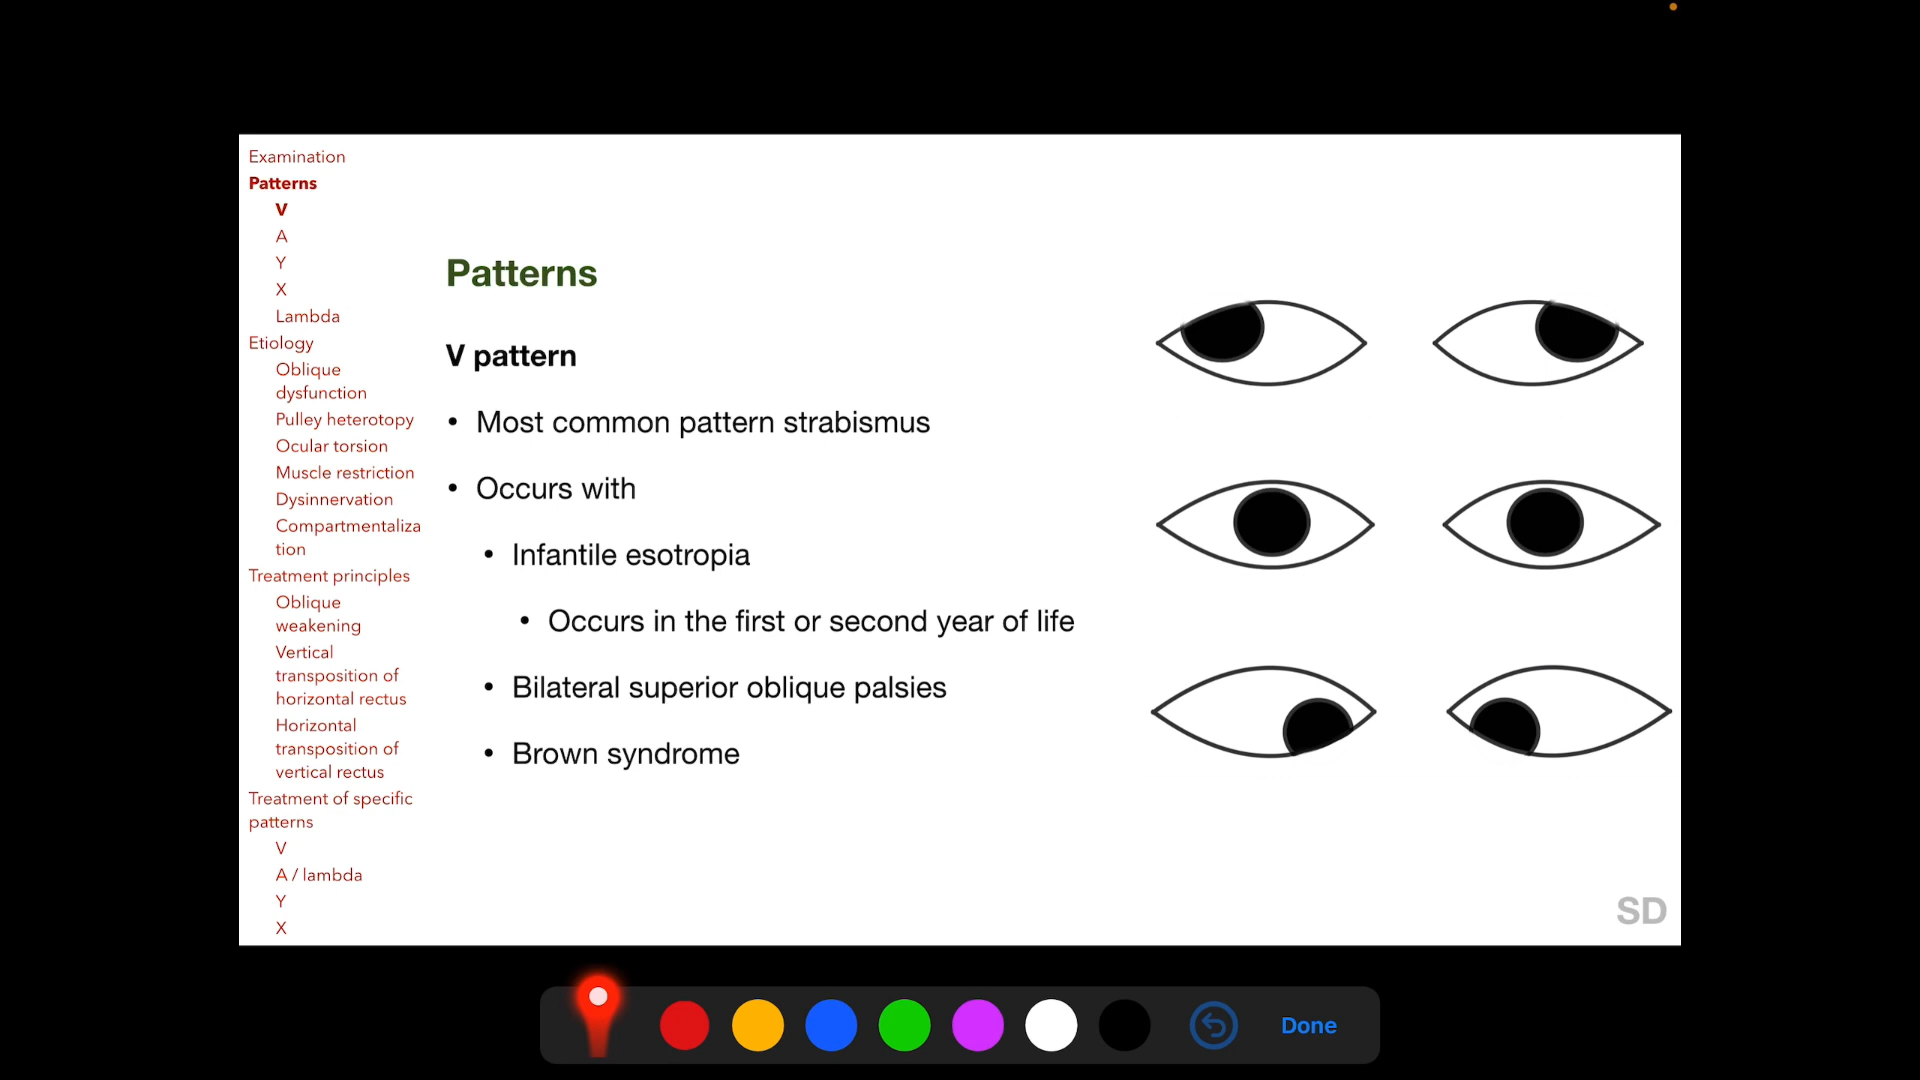 Examination
Patterns
V
A
Y
X
Lambda
Etiology
Oblique
dysfunction
Pulley heterotopy
Ocular torsion
Muscle restriction
Dysinnervation
Compartmentaliza
tion
Treatment principles
Oblique
weakening
Vertical
transposition of
horizontal rectus
Horizontal
transposition of
vertical rectus
Treatment of specific
patterns
V
A / lambda
Y
X
Patterns
V pattern
• Most common pattern strabismus
• Occurs with
• Infantile esotropia
• Occurs in the first or second year of life
• Bilateral superior oblique palsies
• Brown syndrome
SD
Done